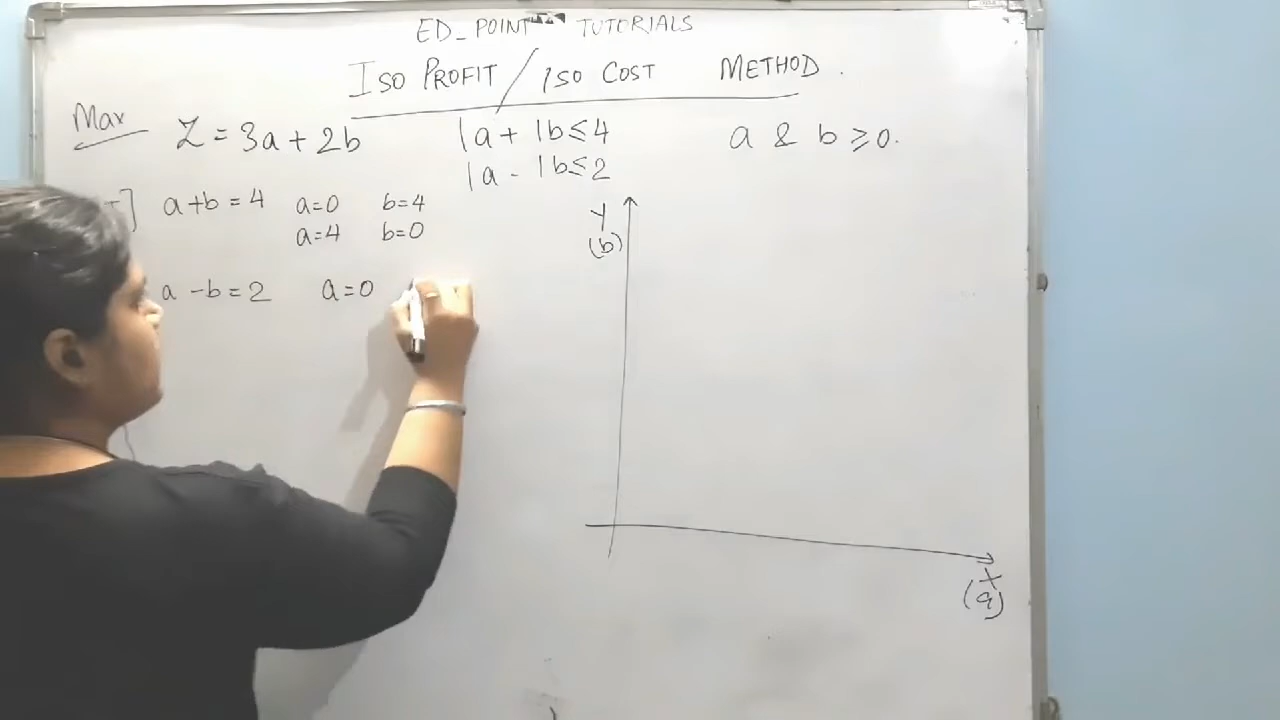 ED_POINT TUTORIALS
ISO PROFIT / ISO COST METHOD.
Max Z = 3a + 2b 1a + 1b ≤ 4 a & b ≥ 0.
1a - 1b ≤ 2
] a + b = 4 a = 0 b = 4
a = 4 b = 0
a - b = 2 a = 0
Y
(b)
X
(a)